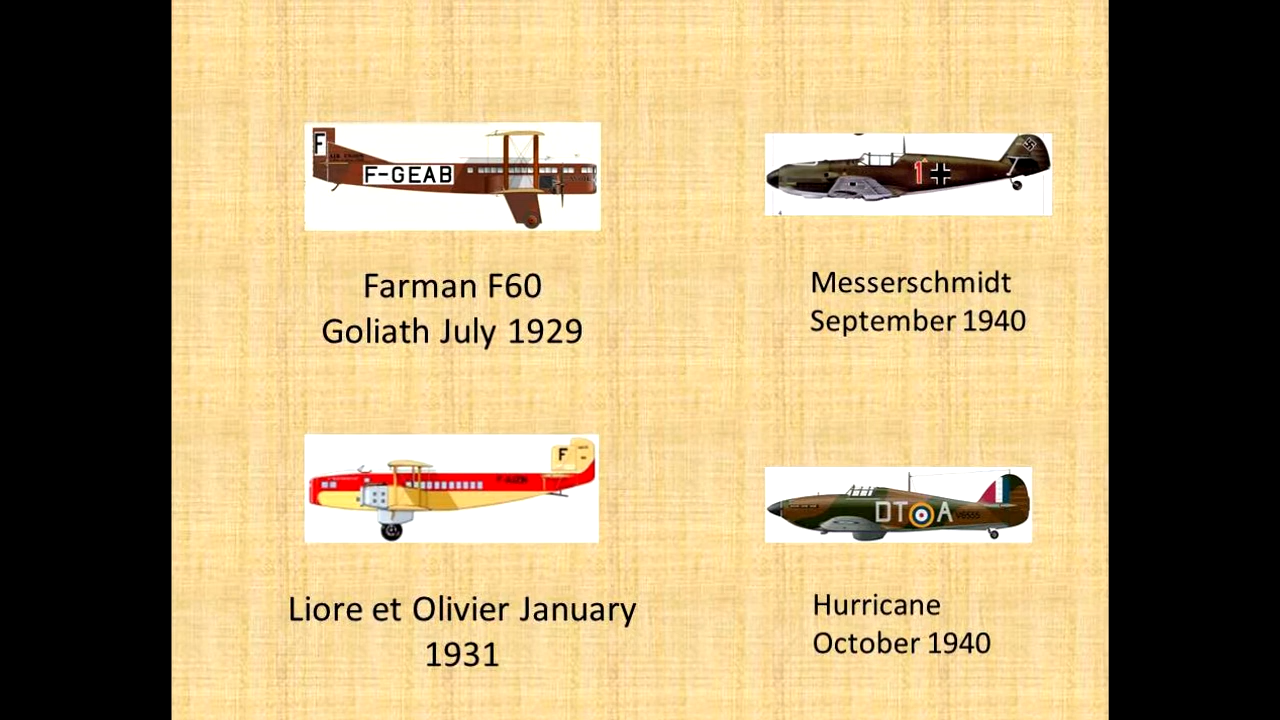 F
F-GEAB
1
Farman F60
Goliath July 1929
Messerschmidt
September 1940
F
DT A
Liore et Olivier January
1931
Hurricane
October 1940